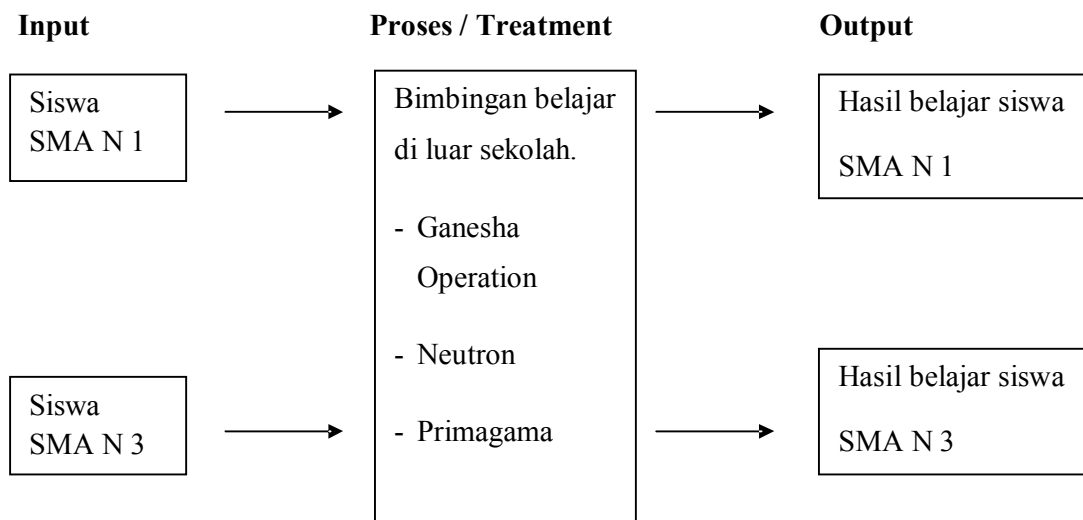 Input
Proses / Treatment
Output
Siswa
SMA N 1
Bimbingan belajar
di luar sekolah.
- Ganesha
Operation
- Neutron
- Primagama
Hasil belajar siswa
SMA N 1
Siswa
SMA N 3
Hasil belajar siswa
SMA N 3